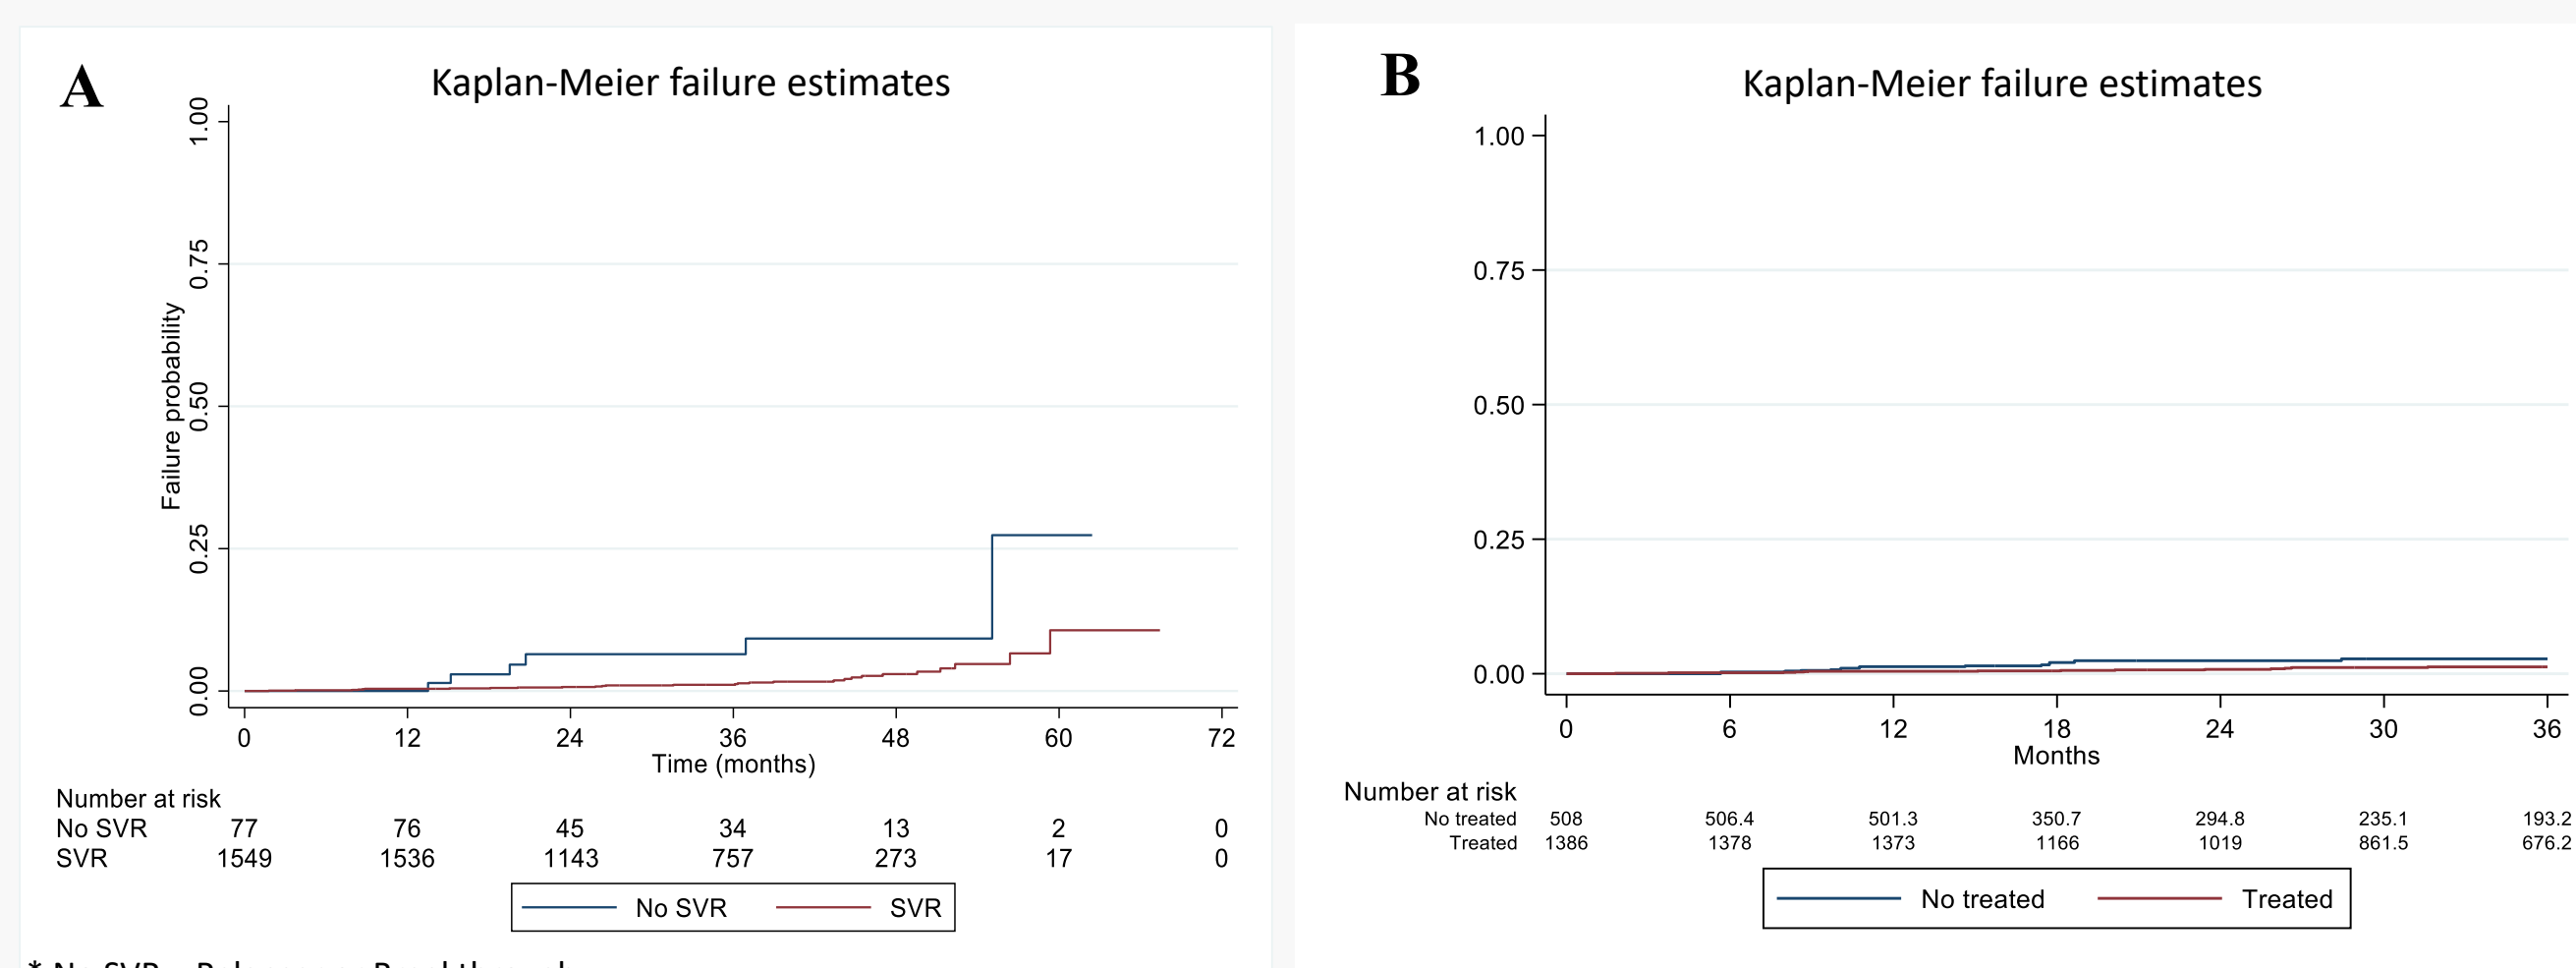 A
Kaplan-Meier failure estimates
1.00
0.75
0.50
0.25
0.00
Failure probability
0 12 24 36 48 60 72
Time (months)
Number at risk
No SVR 77 76 45 34 13 2 0
SVR 1549 1536 1143 757 273 17 0
No SVR SVR
* No SVR
B
Kaplan-Meier failure estimates
1.00
0.75
0.50
0.25
0.00
0 6 12 18 24 30 36
Months
Number at risk
No treated 508 506.4 501.3 350.7 294.8 235.1 193.2
Treated 1386 1378 1373 1166 1019 861.5 676.2
No treated Treated